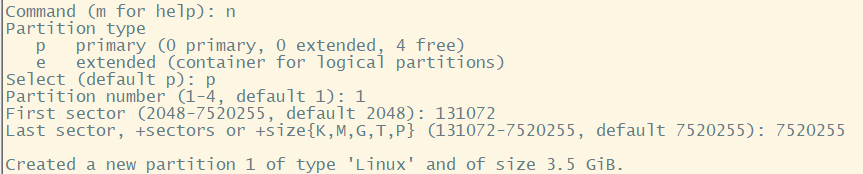 Command (m for help): n
Partition type
   p   primary (0 primary, 0 extended, 4 free)
   e   extended (container for logical partitions)
Select (default p): p
Partition number (1-4, default 1): 1
First sector (2048-7520255, default 2048): 131072
Last sector, +sectors or +size{K,M,G,T,P} (131072-7520255, default 7520255): 7520255

Created a new partition 1 of type 'Linux' and of size 3.5 GiB.